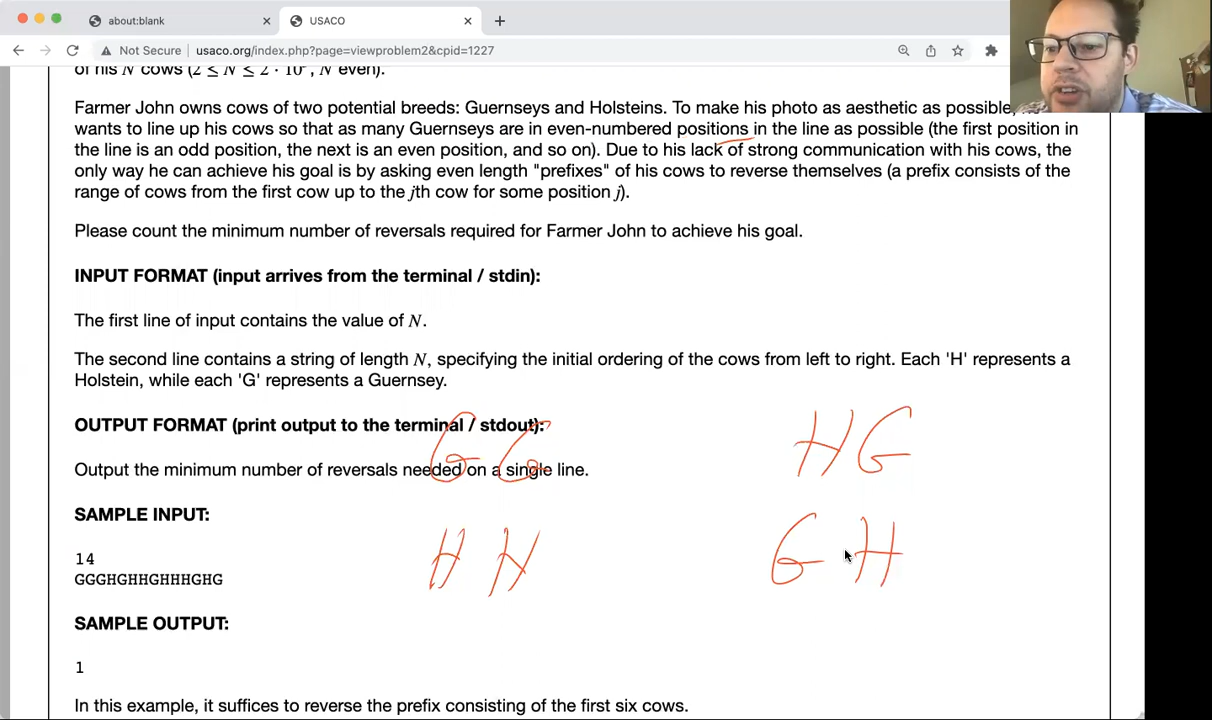 about:blank
USACO
Not Secure
usaco.org/index.php?page=viewproblem2&cpid=1227
of his N cows (2 ≤ N ≤ 2 · 10 , N even).
Farmer John owns cows of two potential breeds: Guernseys and Holsteins. To make his photo as aesthetic as possible,
wants to line up his cows so that as many Guernseys are in even-numbered positions in the line as possible (the first position in
the line is an odd position, the next is an even position, and so on). Due to his lack of strong communication with his cows, the
only way he can achieve his goal is by asking even length "prefixes" of his cows to reverse themselves (a prefix consists of the
range of cows from the first cow up to the jth cow for some position j).
Please count the minimum number of reversals required for Farmer John to achieve his goal.
INPUT FORMAT (input arrives from the terminal / stdin):
The first line of input contains the value of N.
The second line contains a string of length N, specifying the initial ordering of the cows from left to right. Each 'H' represents a
Holstein, while each 'G' represents a Guernsey.
OUTPUT FORMAT (print output to the terminal / stdout):
G G
H G
Output the minimum number of reversals needed on a single line.
SAMPLE INPUT:
H H
G H
14
GGGHGHHGHHHGHG
SAMPLE OUTPUT:
1
In this example, it suffices to reverse the prefix consisting of the first six cows.